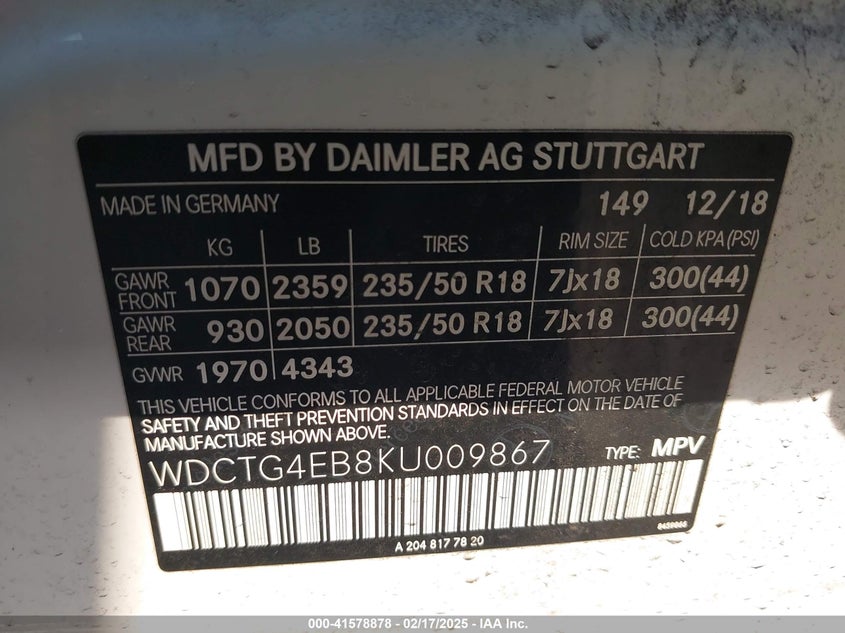 MFD BY DAIMLER AG STUTTGART
MADE IN GERMANY 149 12/18
KG LB TIRES RIM SIZE COLD KPA(PSI)
GAWR FRONT 1070 2359 235/50 R18 7Jx18 300(44)
GAWR REAR 930 2050 235/50 R18 7Jx18 300(44)
GVWR 1970 4343
THIS VEHICLE CONFORMS TO ALL APPLICABLE FEDERAL MOTOR VEHICLE
SAFETY AND THEFT PREVENTION STANDARDS IN EFFECT ON THE DATE OF
MANUFACTURE SHOWN ABOVE.
WDCTG4EB8KU009867 TYPE: MPV
A 204 817 78 20
000-41578878 - 02/17/2025 - IAA Inc.